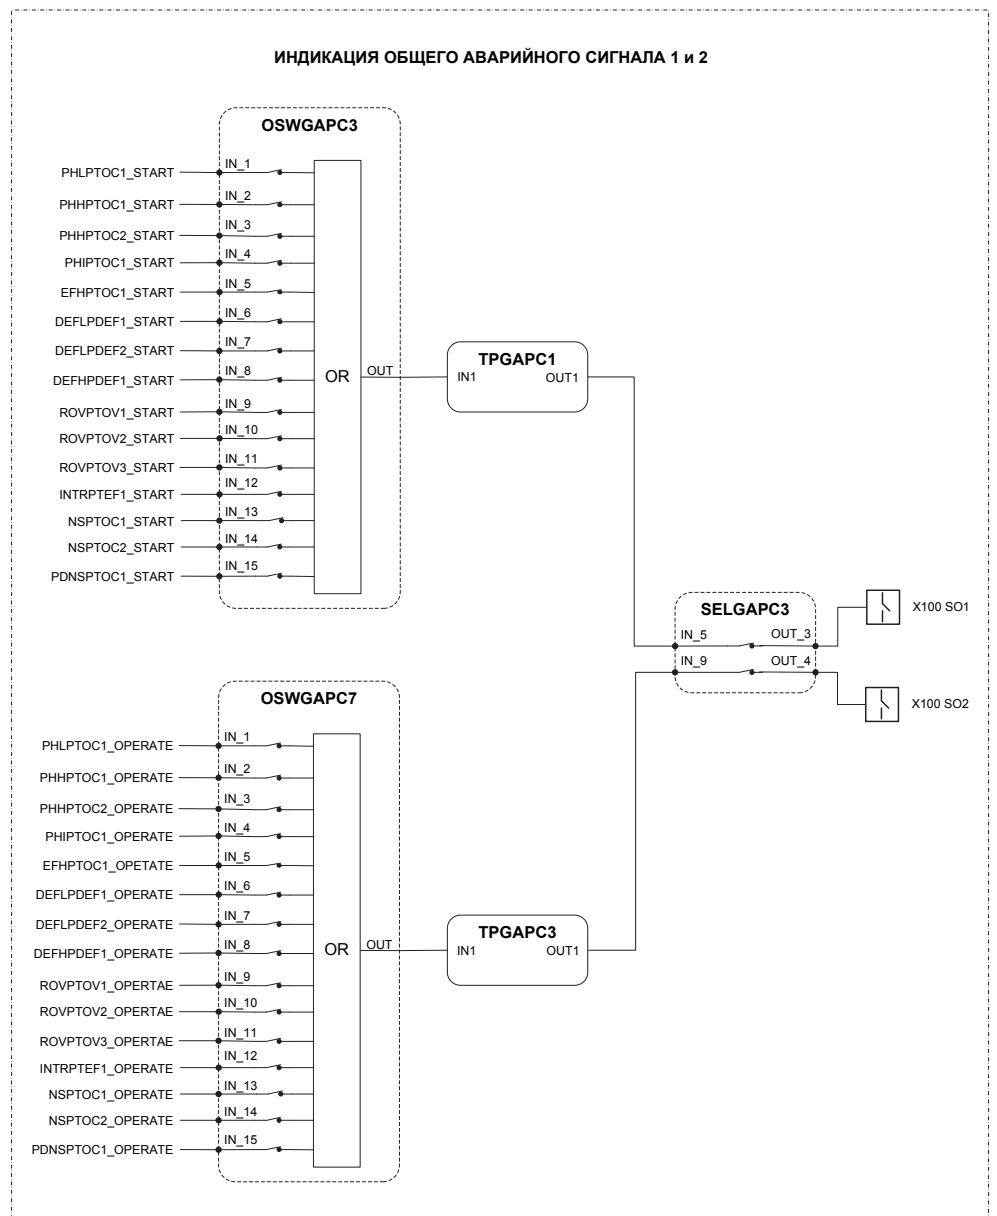 ИНДИКАЦИЯ ОБЩЕГО АВАРИЙНОГО СИГНАЛА 1 и 2
OSWGAPC3
PHLPTOC1_START IN_1
PHHPTOC1_START IN_2
PHHPTOC2_START IN_3
PHIPTOC1_START IN_4
EFHPTOC1_START IN_5
DEFLPDEF1_START IN_6
DEFLPDEF2_START IN_7
DEFHPDEF1_START IN_8
ROVPTOV1_START IN_9
ROVPTOV2_START IN_10
ROVPTOV3_START IN_11
INTRPTEF1_START IN_12
NSPTOC1_START IN_13
NSPTOC2_START IN_14
PDNSPTOC1_START IN_15
OR OUT
TPGAPC1
IN1 OUT1
SELGAPC3
IN_5 OUT_3
IN_9 OUT_4
X100 SO1
X100 SO2
OSWGAPC7
PHLPTOC1_OPERATE IN_1
PHHPTOC1_OPERATE IN_2
PHHPTOC2_OPERATE IN_3
PHIPTOC1_OPERATE IN_4
EFHPTOC1_OPETATE IN_5
DEFLPDEF1_OPERATE IN_6
DEFLPDEF2_OPERATE IN_7
DEFHPDEF1_OPERATE IN_8
ROVPTOV1_OPERTAE IN_9
ROVPTOV2_OPERTAE IN_10
ROVPTOV3_OPERTAE IN_11
INTRPTEF1_OPERATE IN_12
NSPTOC1_OPERATE IN_13
NSPTOC2_OPERATE IN_14
PDNSPTOC1_OPERATE IN_15
OR OUT
TPGAPC3
IN1 OUT1